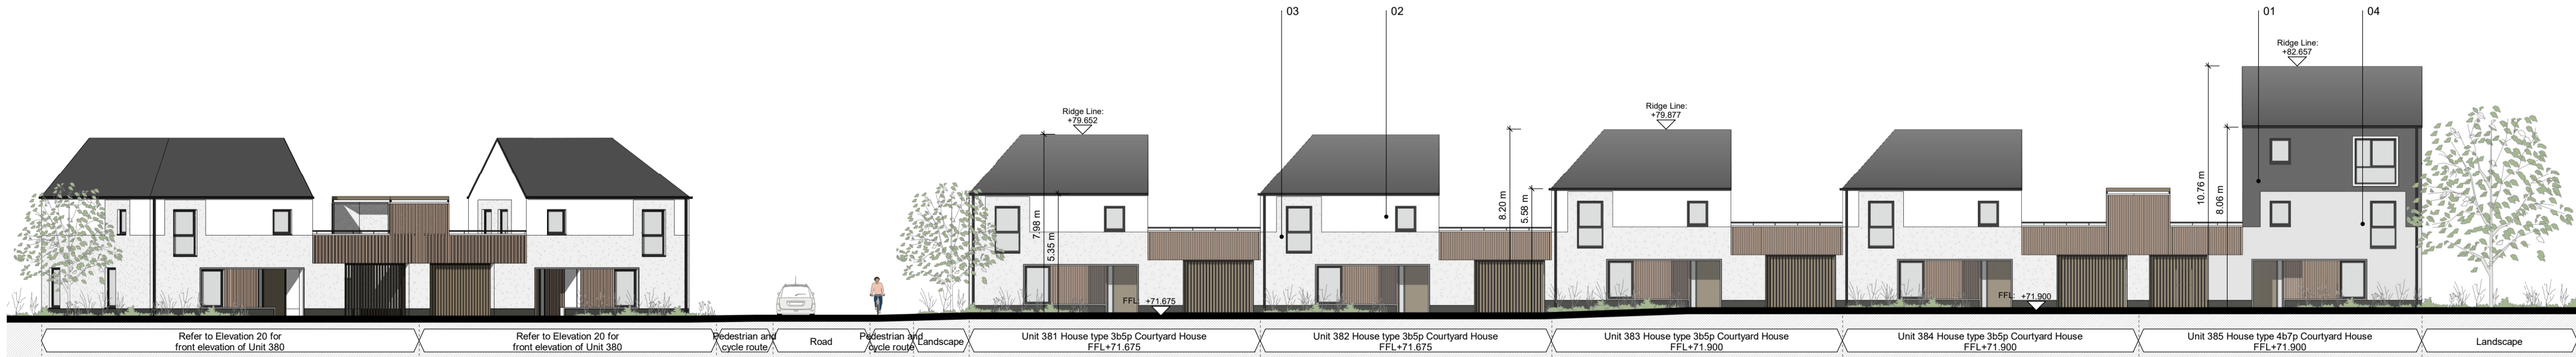 03
02
01
04
Ridge Line:
+82.657
Ridge Line:
+79.652
Ridge Line:
+79.877
7.98 m
5.35 m
8.20 m
5.58 m
10.76 m
8.06 m
FFL: +71.675
FFL: +71.900
Refer to Elevation 20 for
front elevation of Unit 380
Refer to Elevation 20 for
front elevation of Unit 380
Pedestrian and
cycle route
Road
Pedestrian and
cycle route
Landscape
Unit 381 House type 3b5p Courtyard House
FFL+71.675
Unit 382 House type 3b5p Courtyard House
FFL+71.675
Unit 383 House type 3b5p Courtyard House
FFL+71.900
Unit 384 House type 3b5p Courtyard House
FFL+71.900
Unit 385 House type 4b7p Courtyard House
FFL+71.900
Landscape